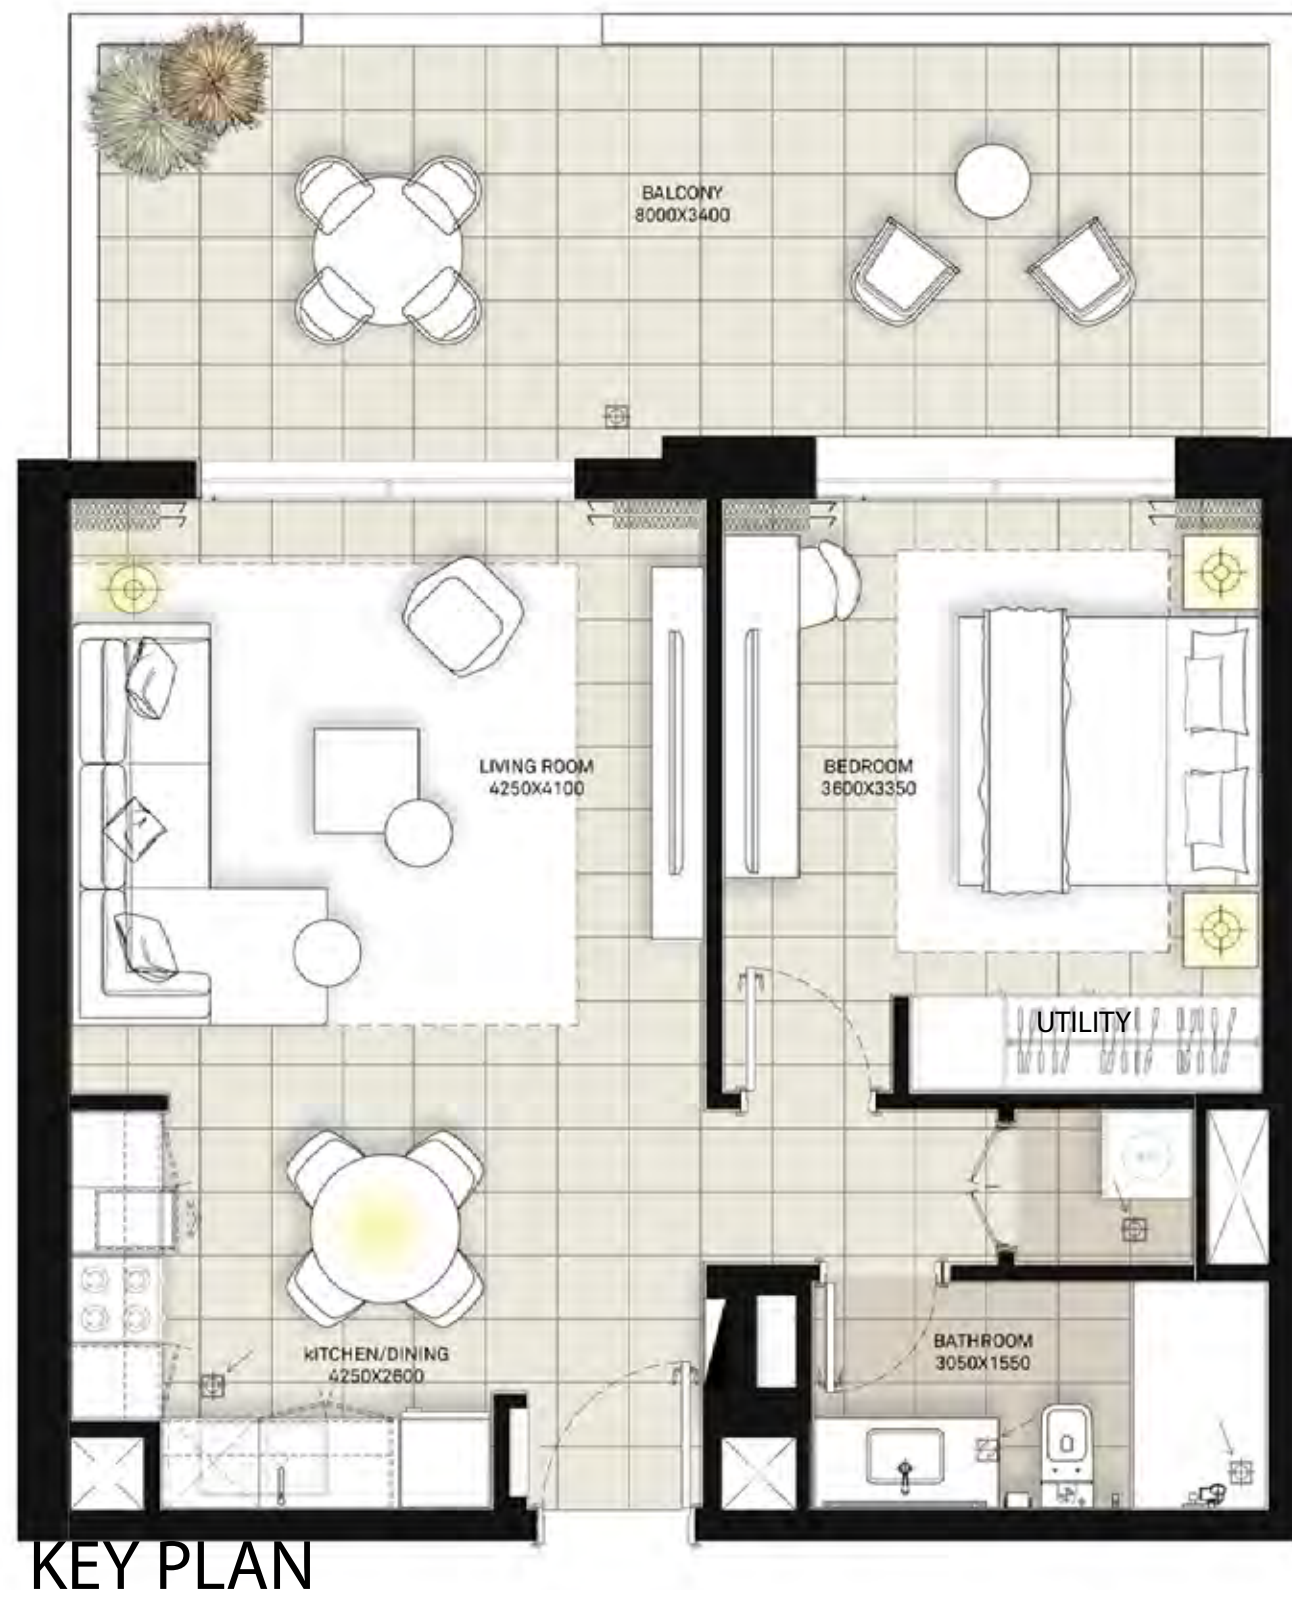 BALCONY
8000X3400
LIVING ROOM
4250X4100
BEDROOM
3600X3350
UTILITY
kITCHEN/DINING
4250X2600
BATHROOM
3050X1550
KEY PLAN